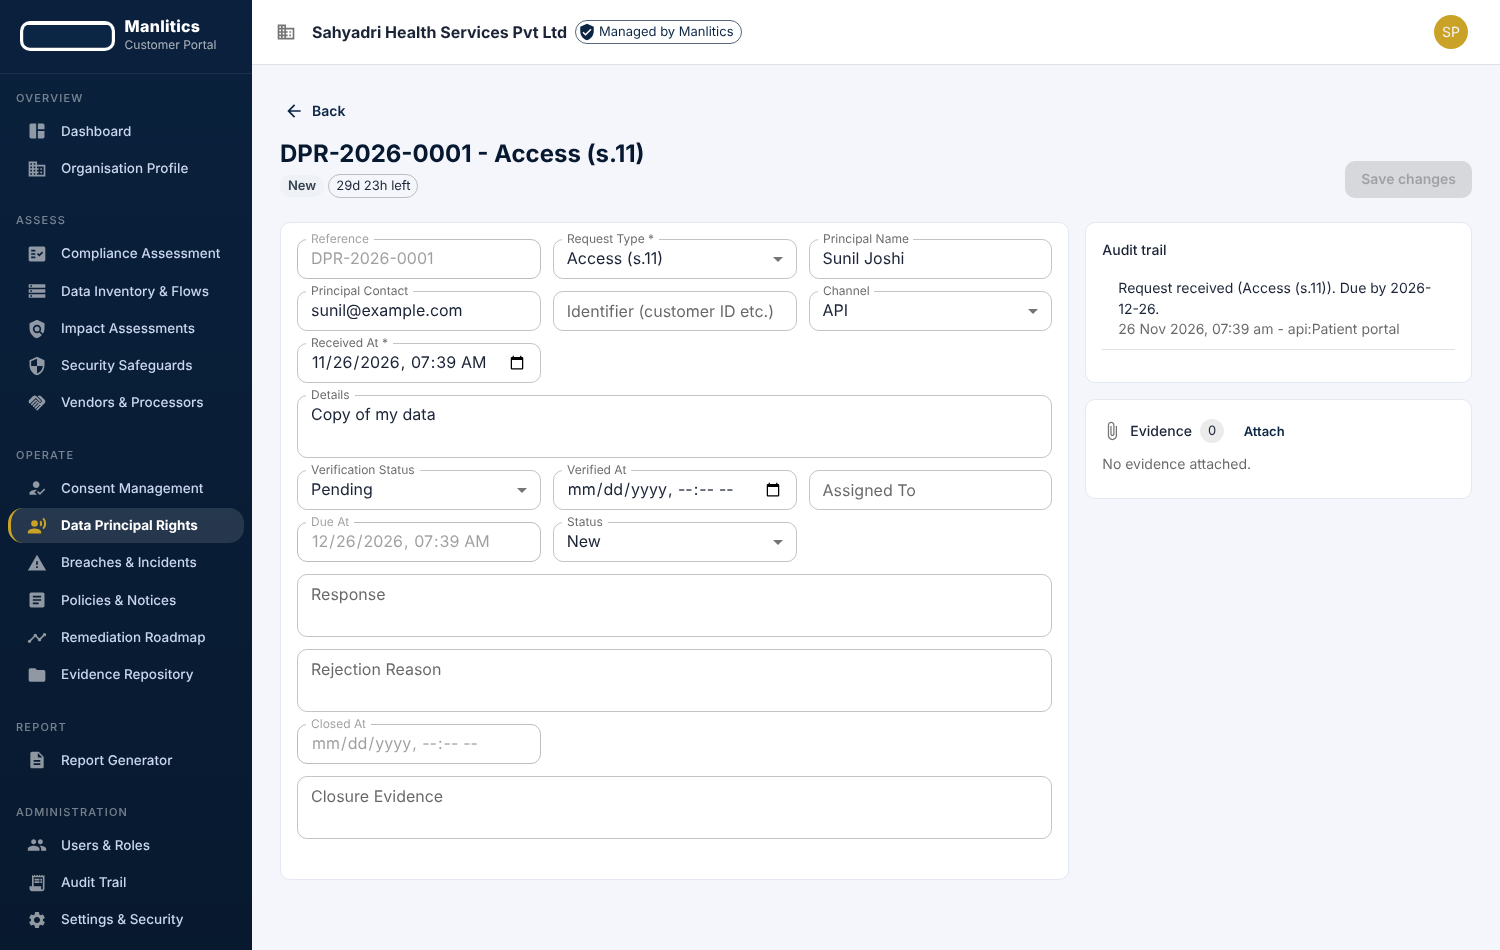 Manlitics
Customer Portal
OVERVIEW
Dashboard
Organisation Profile
ASSESS
Compliance Assessment
Data Inventory & Flows
Impact Assessments
Security Safeguards
Vendors & Processors
OPERATE
Consent Management
Data Principal Rights
Breaches & Incidents
Policies & Notices
Remediation Roadmap
Evidence Repository
REPORT
Report Generator
ADMINISTRATION
Users & Roles
Audit Trail
Settings & Security
Sahyadri Health Services Pvt Ltd Managed by Manlitics
SP
Back
DPR-2026-0001 - Access (s.11)
New 29d 23h left
Save changes
Reference Request Type * Principal Name
DPR-2026-0001 Access (s.11) Sunil Joshi
Principal Contact Channel
sunil@example.com Identifier (customer ID etc.) API
Received At *
11/26/2026, 07:39 AM
Details
Copy of my data
Verification Status Verified At
Pending mm/dd/yyyy, --:-- -- Assigned To
Due At Status
12/26/2026, 07:39 AM New
Response
Rejection Reason
Closed At
mm/dd/yyyy, --:-- --
Closure Evidence
Audit trail
Request received (Access (s.11)). Due by 2026-
12-26.
26 Nov 2026, 07:39 am - api:Patient portal
Evidence 0 Attach
No evidence attached.